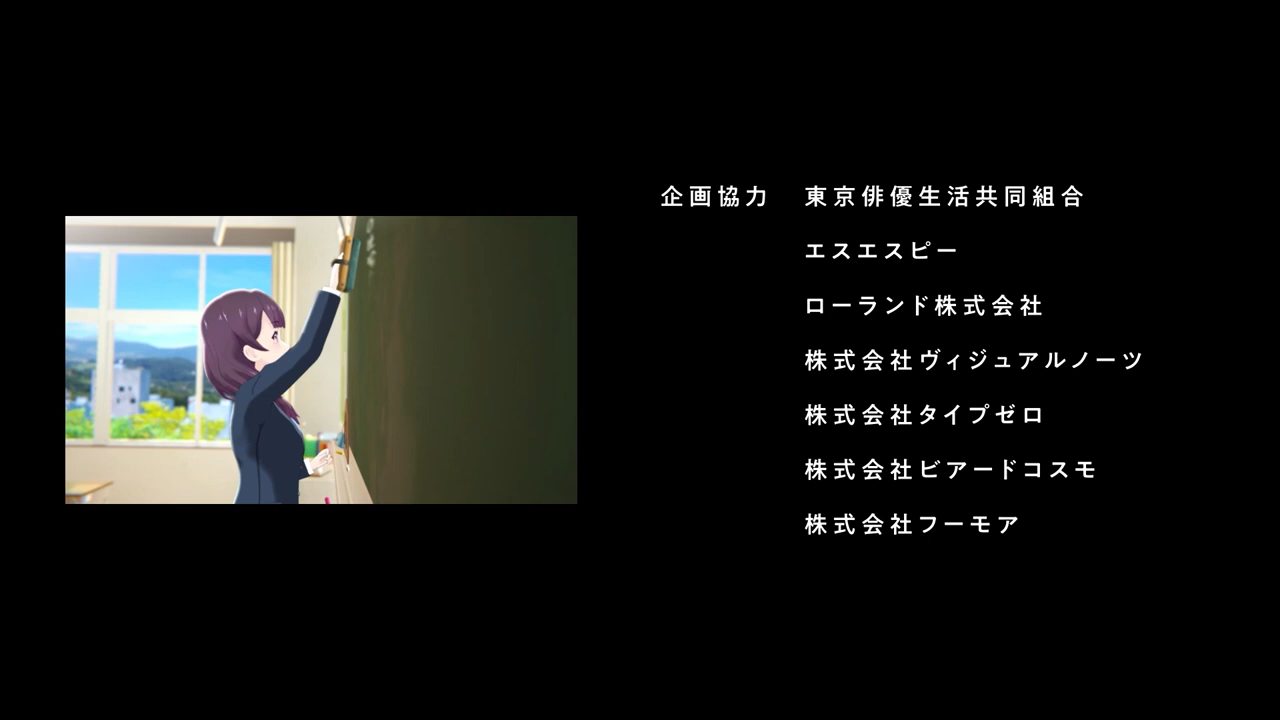 企画協力 東京俳優生活共同組合
エスエスピー
ローランド株式会社
株式会社ヴィジュアルノーツ
株式会社タイプゼロ
株式会社ビアードコスモ
株式会社フーモア